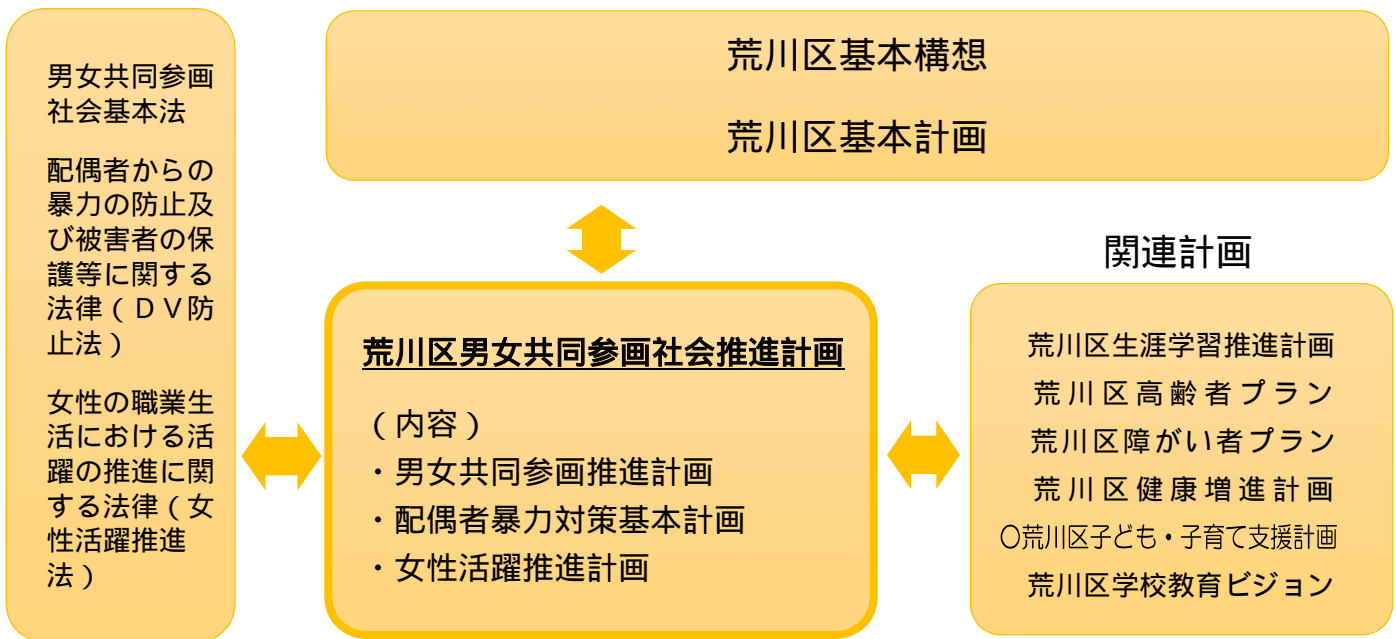 男女共同参画
社会基本法
配偶者からの
暴力の防止及
び被害者の保
護等に関する
法律（ＤＶ防
止法）
女性の職業生
活における活
躍の推進に関
する法律（女
性活躍推進
法）
荒川区基本構想
荒川区基本計画
荒川区男女共同参画社会推進計画
（内容）
・男女共同参画推進計画
・配偶者暴力対策基本計画
・女性活躍推進計画
関連計画
荒川区生涯学習推進計画
荒川区高齢者プラン
荒川区障がい者プラン
荒川区健康増進計画
〇荒川区子ども・子育て支援計画
荒川区学校教育ビジョン